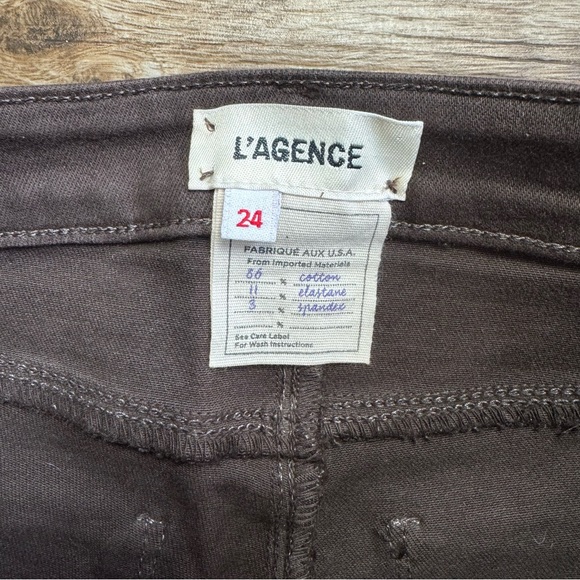 L'AGENCE
24
FABRIQUÉ AUX U.S.A.
From Imported Materials
86 % cotton
11 % elastane
3 % spandex
%
See Care Label
For Wash Instructions